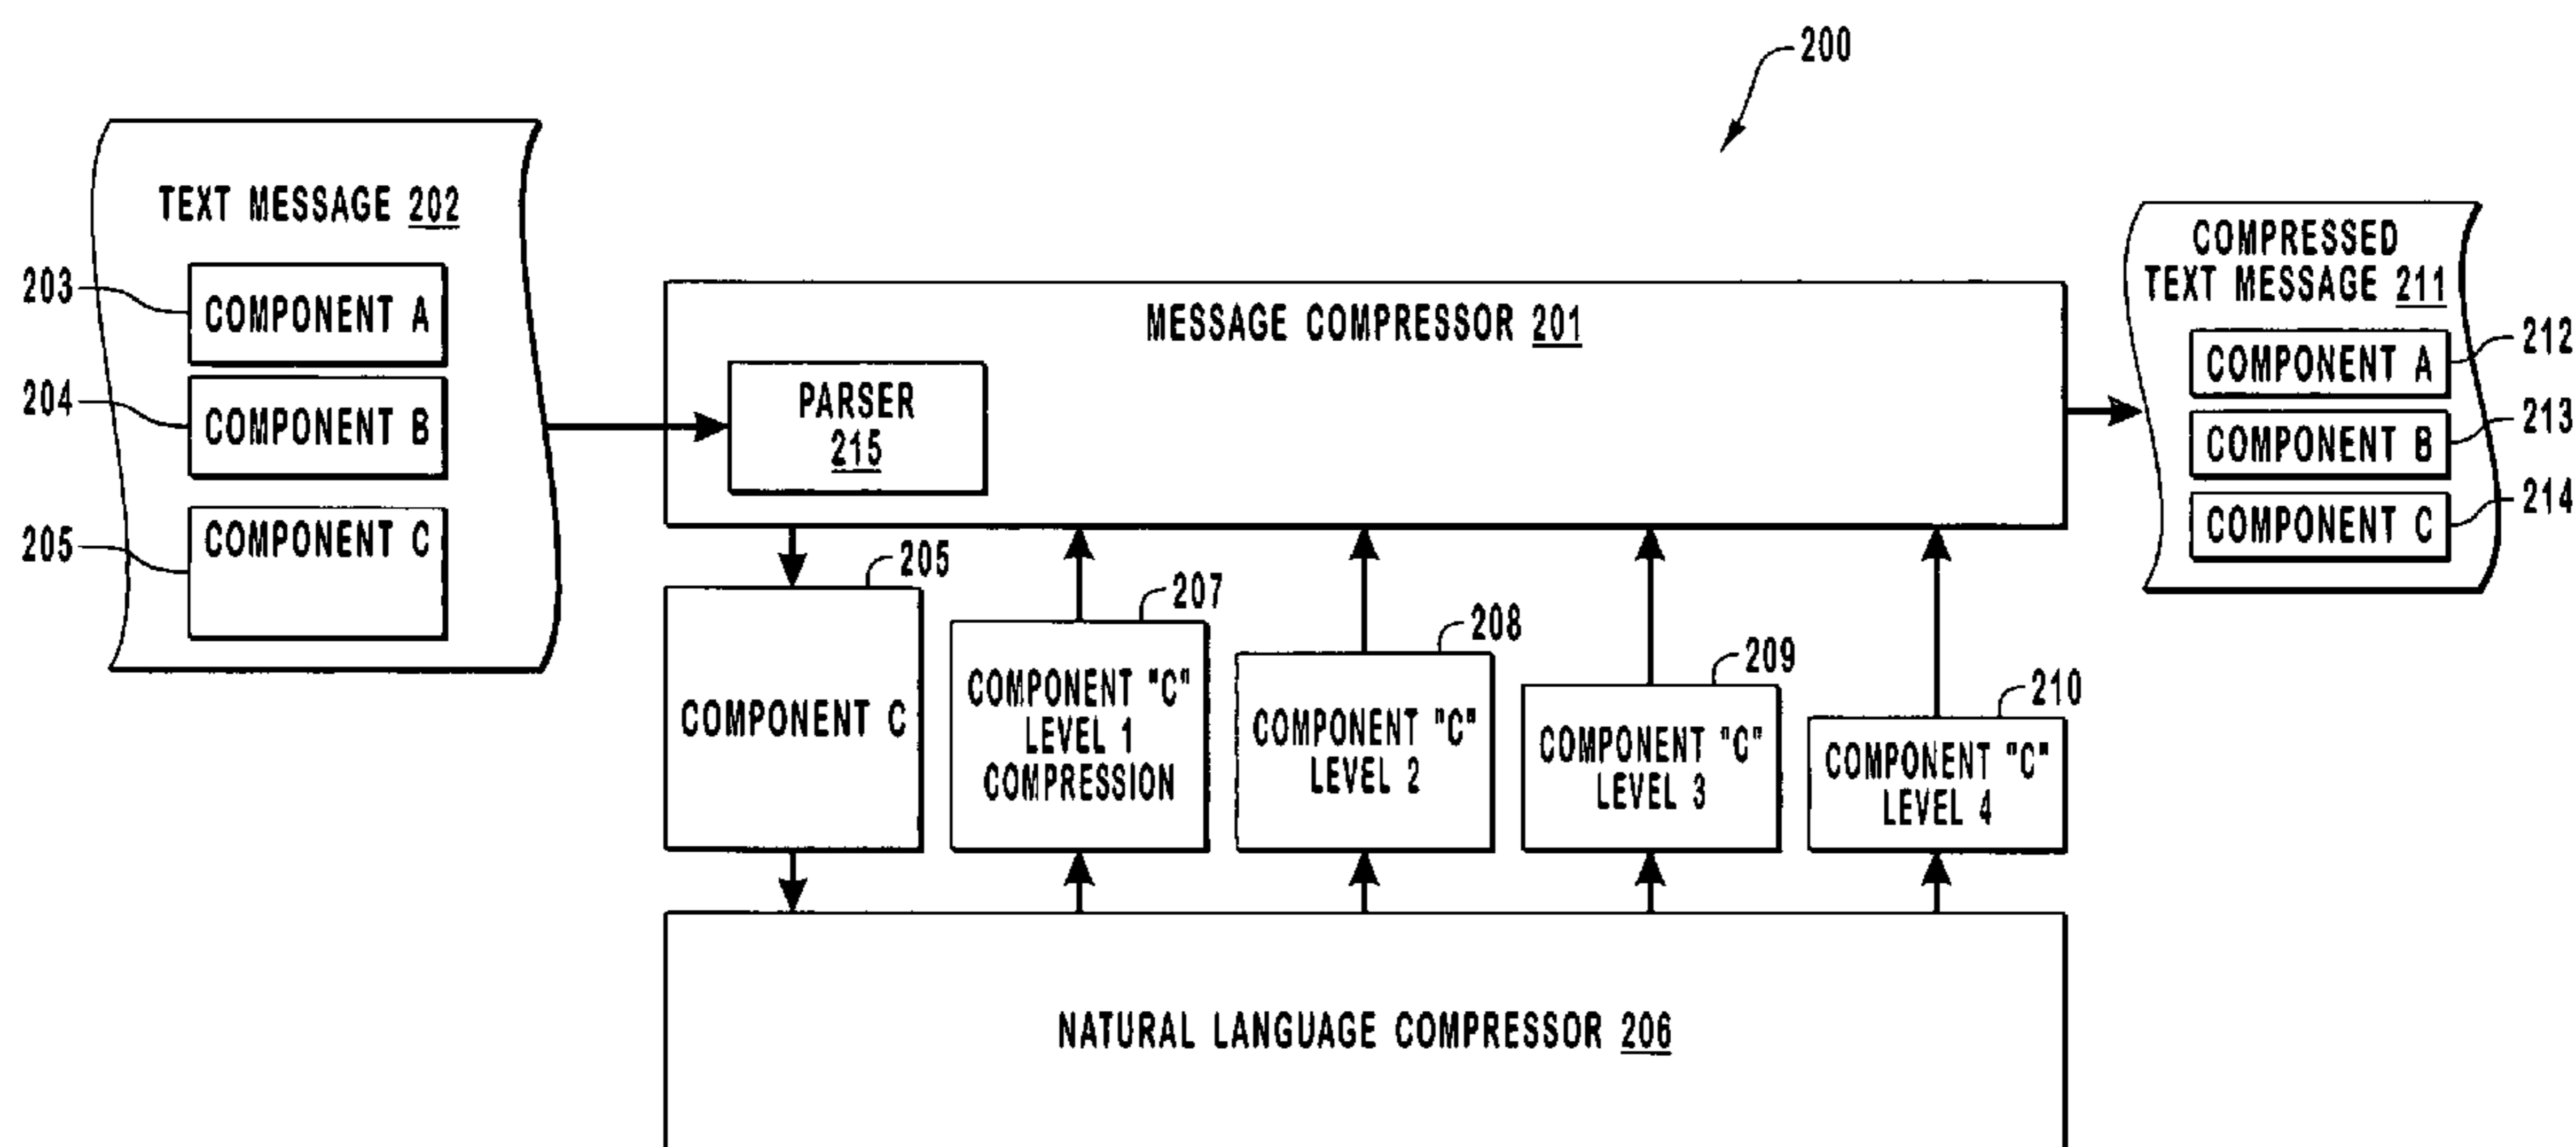 200
TEXT MESSAGE 202
203
COMPONENT A
204
COMPONENT B
205
COMPONENT C
MESSAGE COMPRESSOR 201
PARSER
215
COMPRESSED
TEXT MESSAGE 211
COMPONENT A
212
COMPONENT B
213
COMPONENT C
214
205
COMPONENT C
207
COMPONENT "C"
LEVEL 1
COMPRESSION
208
COMPONENT "C"
LEVEL 2
209
COMPONENT "C"
LEVEL 3
210
COMPONENT "C"
LEVEL 4
NATURAL LANGUAGE COMPRESSOR 206